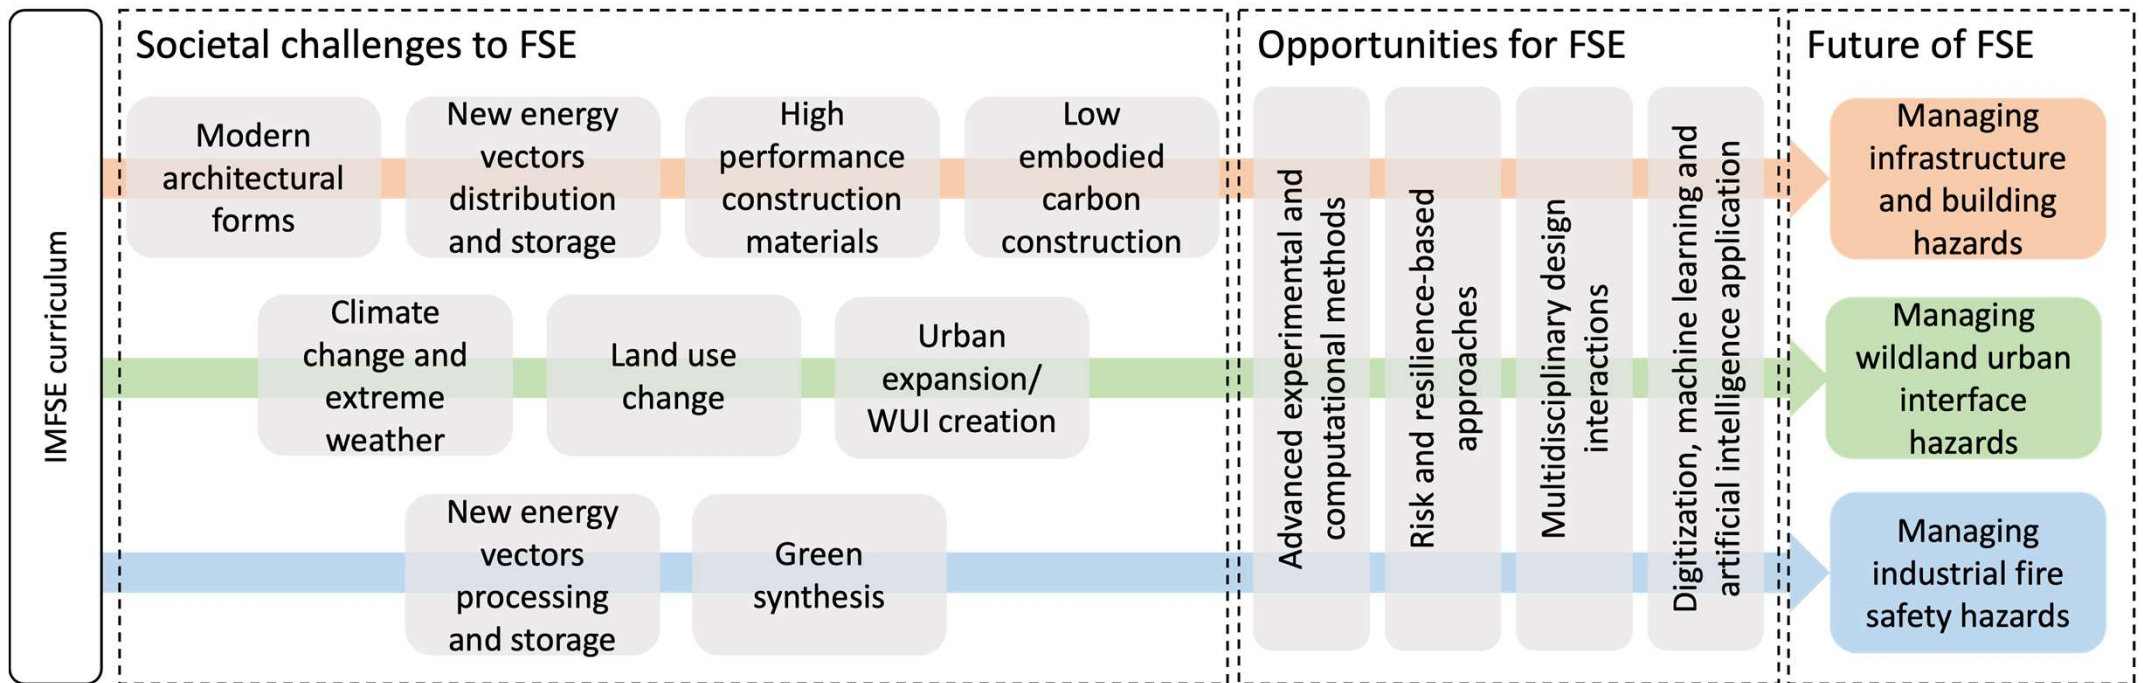 IMFSE curriculum
Societal challenges to FSE
Modern
architectural
forms
New energy
vectors
distribution
and storage
High
performance
construction
materials
Low
embodied
carbon
construction
Climate
change and
extreme
weather
Land use
change
Urban
expansion/
WUI creation
New energy
vectors
processing
and storage
Green
synthesis
Opportunities for FSE
Advanced experimental and
computational methods
Risk and resilience-based
approaches
Multidisciplinary design
interactions
Digitization, machine learning and
artificial intelligence application
Future of FSE
Managing
infrastructure
and building
hazards
Managing
wildland urban
interface
hazards
Managing
industrial fire
safety hazards